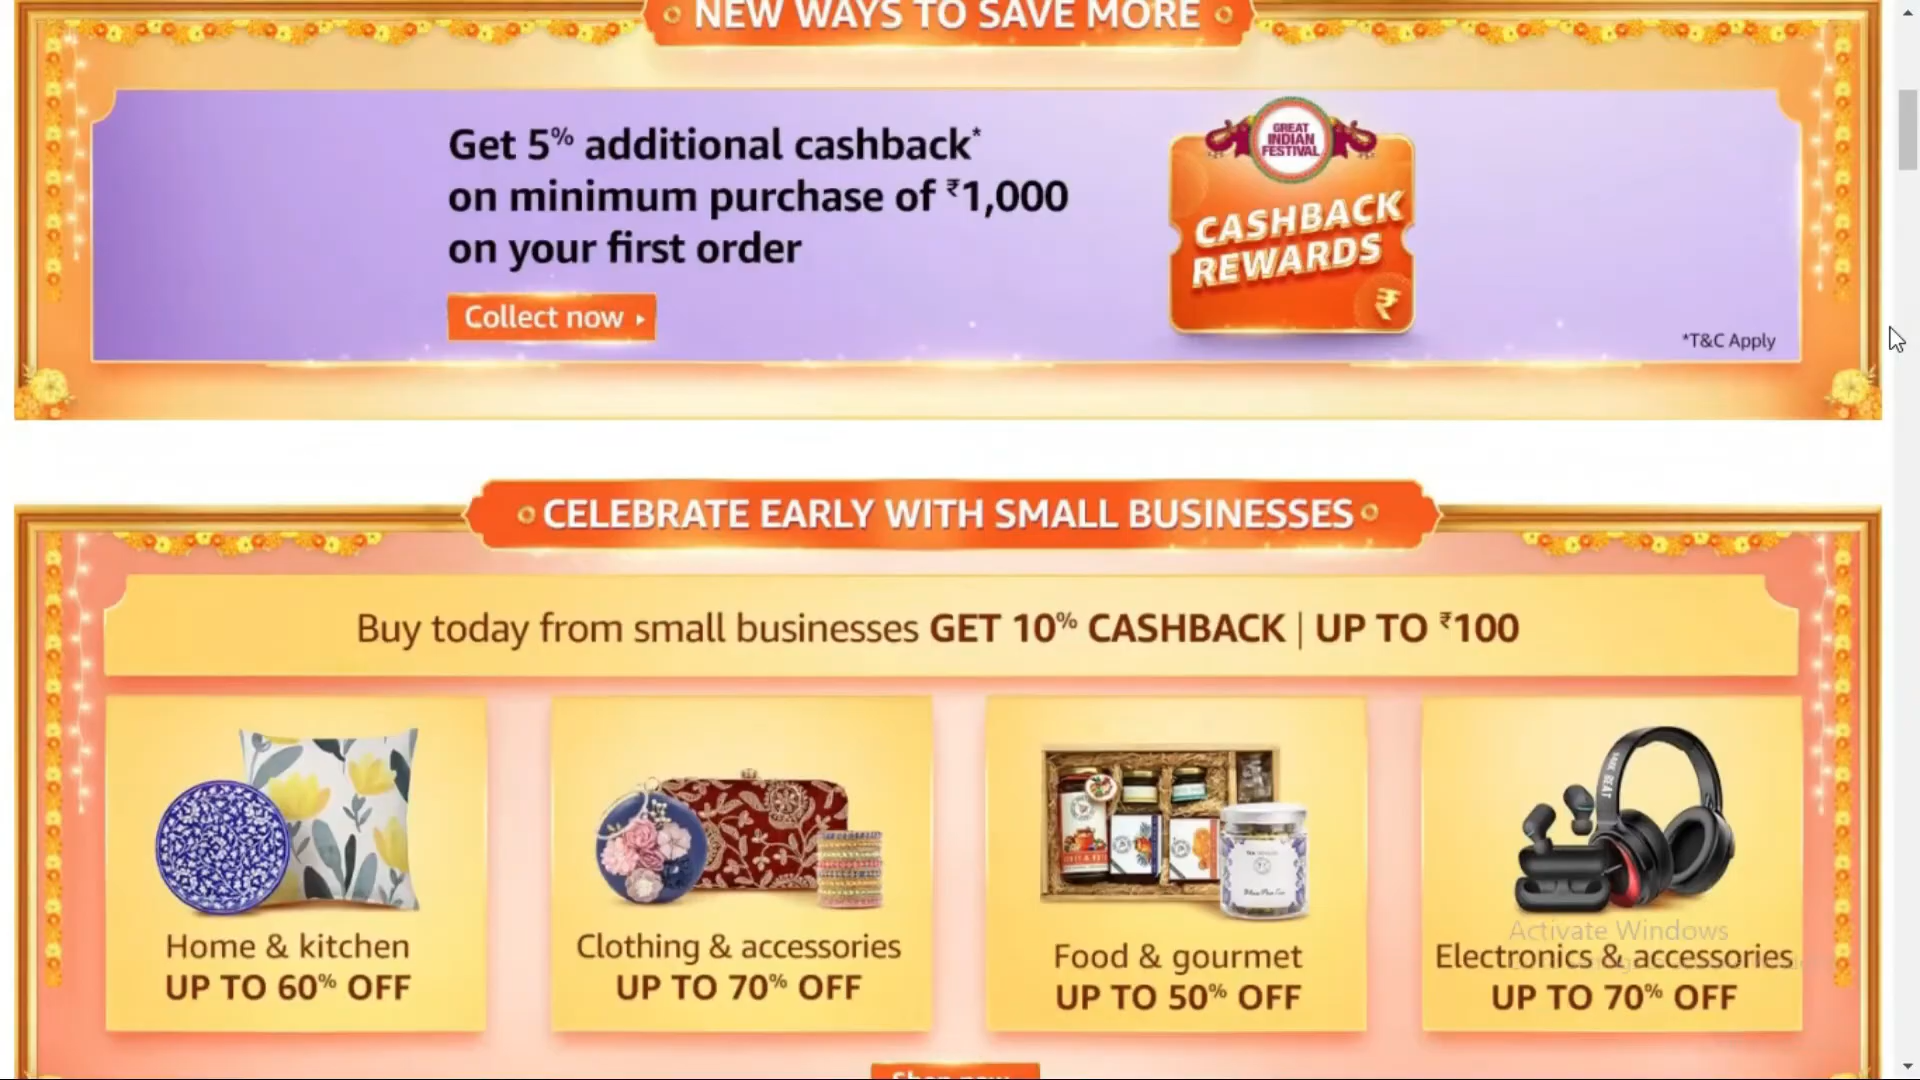 NEW WAYS TO SAVE MORE
Get 5% additional cashback*
on minimum purchase of ₹1,000
on your first order
Collect now
GREAT
INDIAN
FESTIVAL
CASHBACK
REWARDS
₹
*T&C Apply
CELEBRATE EARLY WITH SMALL BUSINESSES
Buy today from small businesses GET 10% CASHBACK | UP TO ₹100
Home & kitchen
UP TO 60% OFF
Clothing & accessories
UP TO 70% OFF
Food & gourmet
UP TO 50% OFF
Activate Windows
Electronics & accessories
UP TO 70% OFF
Shop now